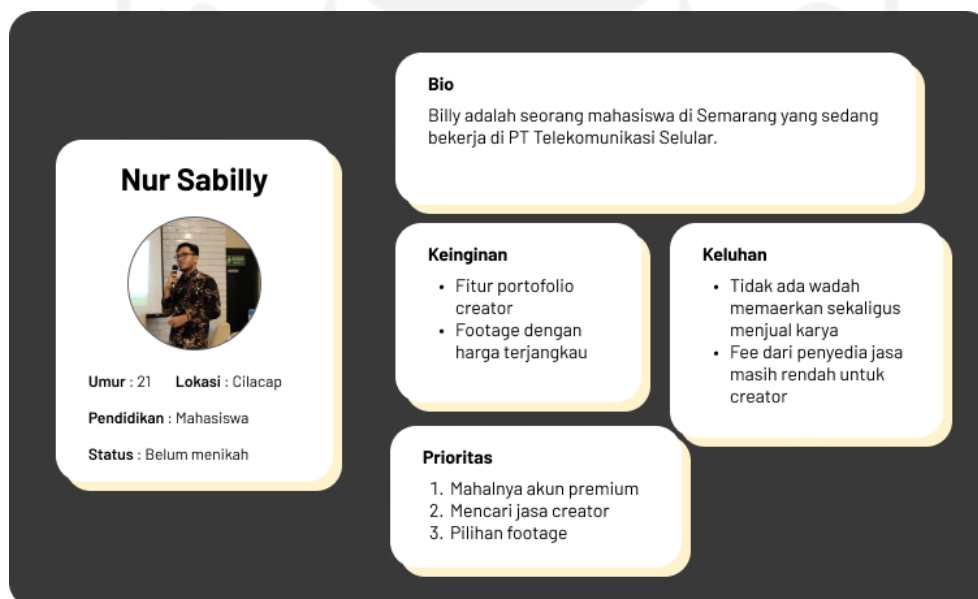 Nur Sabilly
Umur : 21 Lokasi : Cilacap
Pendidikan : Mahasiswa
Status : Belum menikah
Bio
Billy adalah seorang mahasiswa di Semarang yang sedang
bekerja di PT Telekomunikasi Selular.
Keinginan
• Fitur portofolio
creator
• Footage dengan
harga terjangkau
Keluhan
• Tidak ada wadah
memaerkan sekaligus
menjual karya
• Fee dari penyedia jasa
masih rendah untuk
creator
Prioritas
1. Mahalnya akun premium
2. Mencari jasa creator
3. Pilihan footage